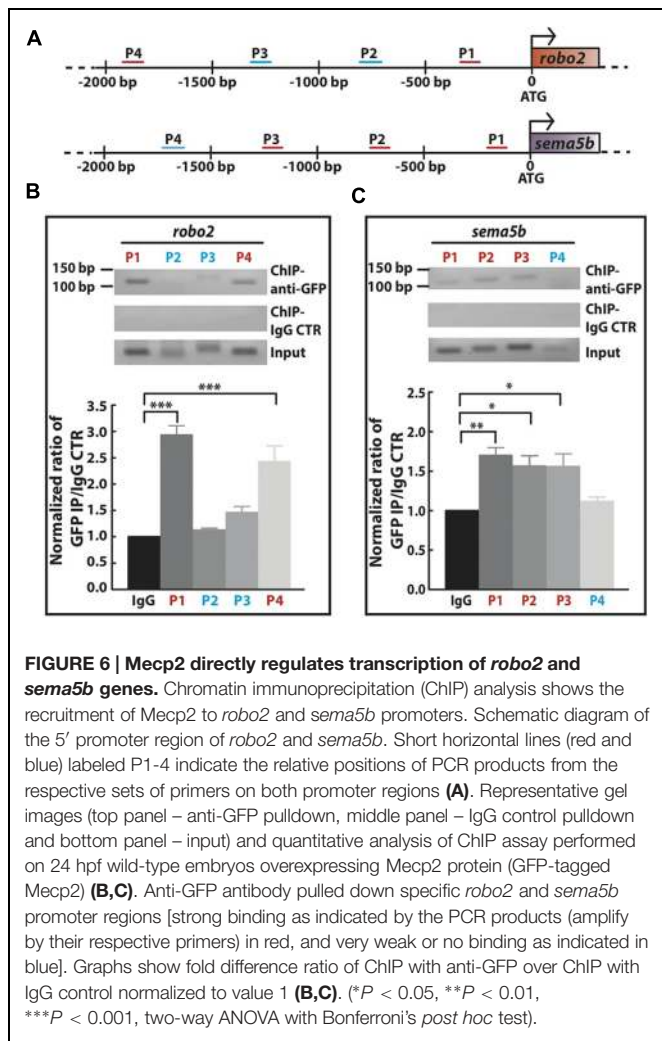 A
P4 P3 P2 P1
robo2
-2000 bp -1500 bp -1000 bp -500 bp 0
ATG
P4 P3 P2 P1
sema5b
-2000 bp -1500 bp -1000 bp -500 bp 0
ATG
B
robo2
P1 P2 P3 P4
150 bp
100 bp
ChIP-
anti-GFP
ChIP-
IgG CTR
Input
Normalized ratio of
GFP IP/IgG CTR
3.5
3.0
2.5
2.0
1.5
1.0
0.5
0.0
***
***
IgG P1 P2 P3 P4
C
sema5b
P1 P2 P3 P4
150 bp
100 bp
ChIP-
anti-GFP
ChIP-
IgG CTR
Input
Normalized ratio of
GFP IP/IgG CTR
2.5
2.0
1.5
1.0
0.5
0.0
*
*
**
IgG P1 P2 P3 P4
FIGURE 6 | Mecp2 directly regulates transcription of robo2 and
sema5b genes. Chromatin immunoprecipitation (ChIP) analysis shows the
recruitment of Mecp2 to robo2 and sema5b promoters. Schematic diagram of
the 5′ promoter region of robo2 and sema5b. Short horizontal lines (red and
blue) labeled P1-4 indicate the relative positions of PCR products from the
respective sets of primers on both promoter regions (A). Representative gel
images (top panel – anti-GFP pulldown, middle panel – IgG control pulldown
and bottom panel – input) and quantitative analysis of ChIP assay performed
on 24 hpf wild-type embryos overexpressing Mecp2 protein (GFP-tagged
Mecp2) (B,C). Anti-GFP antibody pulled down specific robo2 and sema5b
promoter regions [strong binding as indicated by the PCR products (amplify
by their respective primers) in red, and very weak or no binding as indicated in
blue]. Graphs show fold difference ratio of ChIP with anti-GFP over ChIP with
IgG control normalized to value 1 (B,C). (*P < 0.05, **P < 0.01,
***P < 0.001, two-way ANOVA with Bonferroni's post hoc test).